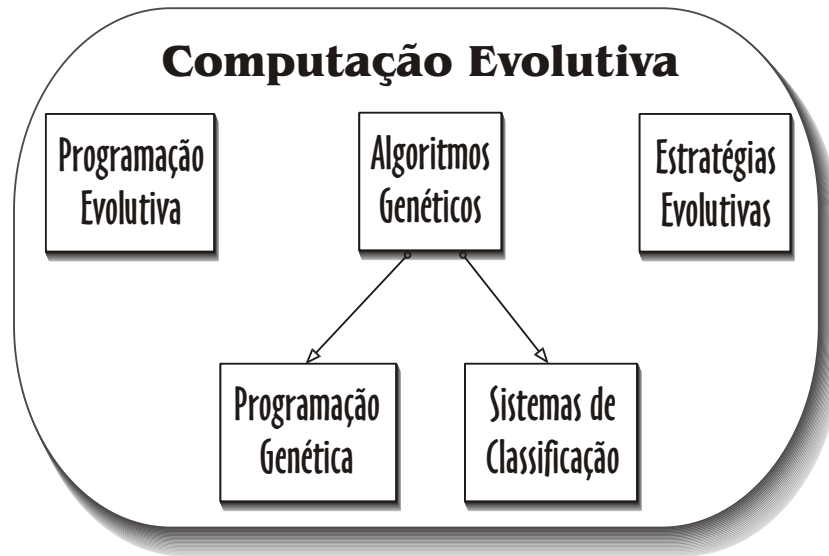 Computação Evolutiva
Programação
Evolutiva
Algoritmos
Genéticos
Estratégias
Evolutivas
Programação
Genética
Sistemas de
Classificação